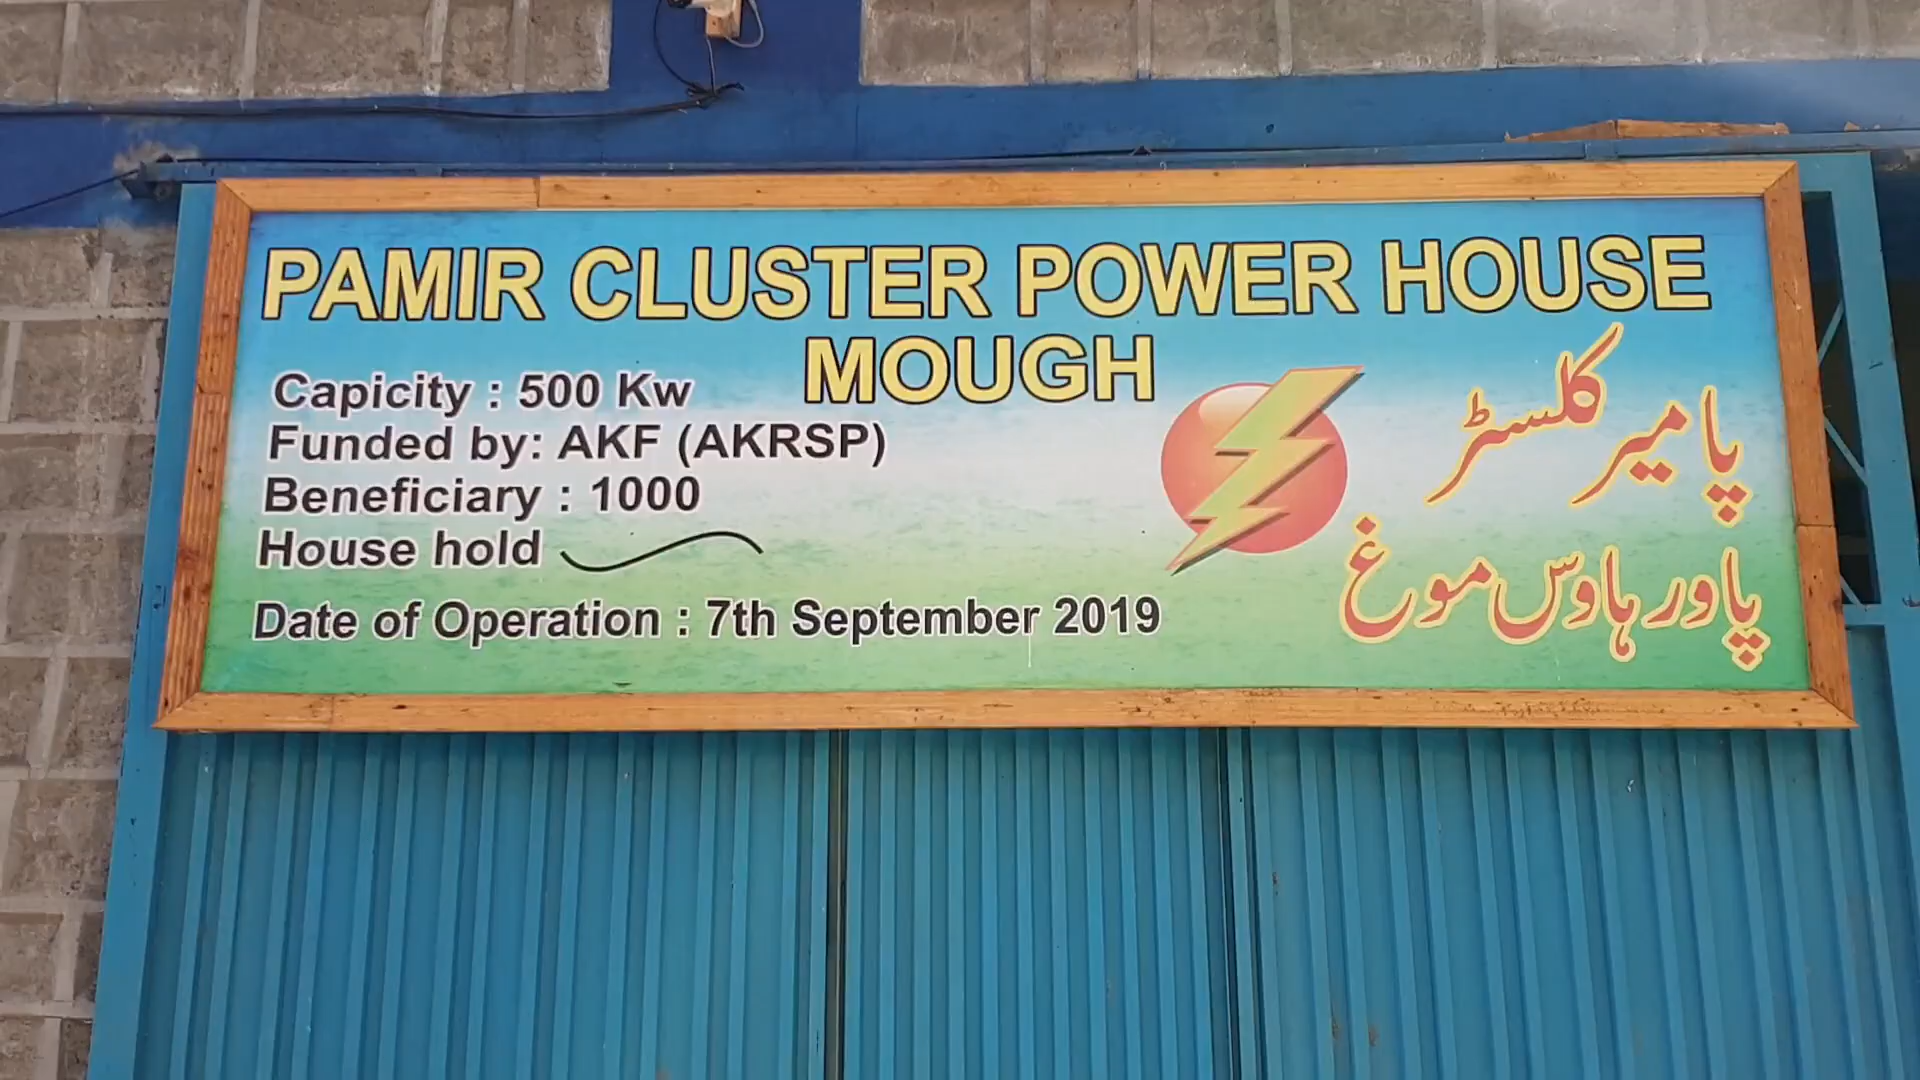 PAMIR CLUSTER POWER HOUSE
MOUGH
Capicity : 500 Kw
Funded by: AKF (AKRSP)
Beneficiary : 1000
House hold
Date of Operation : 7th September 2019
پامیر کلسٹر
پاور ہاوس موغ